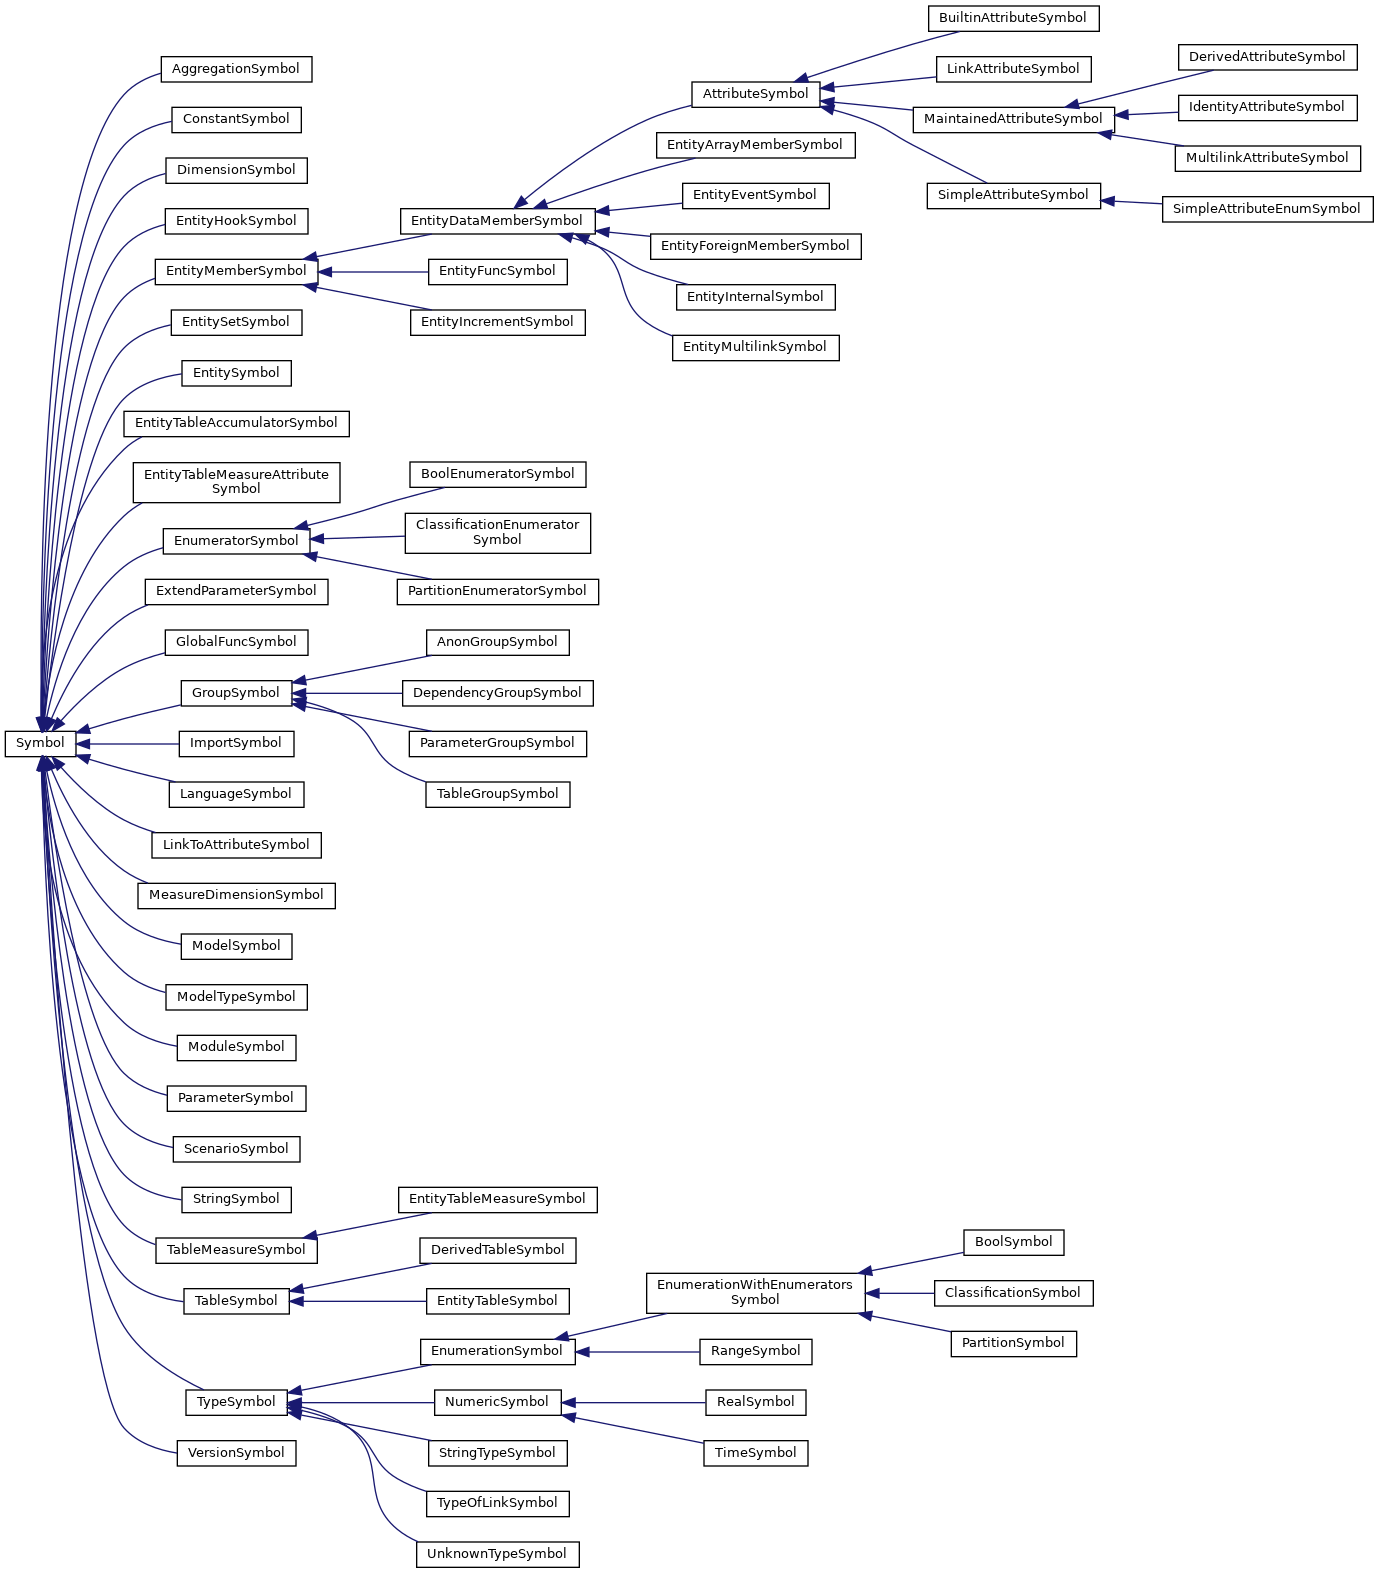 BuiltinAttributeSymbol
DerivedAttributeSymbol
AggregationSymbol
LinkAttributeSymbol
AttributeSymbol
IdentityAttributeSymbol
ConstantSymbol
MaintainedAttributeSymbol
EntityArrayMemberSymbol
MultilinkAttributeSymbol
DimensionSymbol
EntityEventSymbol
SimpleAttributeSymbol
SimpleAttributeEnumSymbol
EntityHookSymbol
EntityDataMemberSymbol
EntityForeignMemberSymbol
EntityMemberSymbol
EntityFuncSymbol
EntityInternalSymbol
EntitySetSymbol
EntityIncrementSymbol
EntityMultilinkSymbol
EntitySymbol
EntityTableAccumulatorSymbol
EntityTableMeasureAttribute
Symbol
BoolEnumeratorSymbol
EnumeratorSymbol
ClassificationEnumerator
Symbol
ExtendParameterSymbol
PartitionEnumeratorSymbol
GlobalFuncSymbol
AnonGroupSymbol
GroupSymbol
DependencyGroupSymbol
Symbol
ImportSymbol
ParameterGroupSymbol
LanguageSymbol
TableGroupSymbol
LinkToAttributeSymbol
MeasureDimensionSymbol
ModelSymbol
ModelTypeSymbol
ModuleSymbol
ParameterSymbol
ScenarioSymbol
StringSymbol
EntityTableMeasureSymbol
TableMeasureSymbol
DerivedTableSymbol
BoolSymbol
TableSymbol
EntityTableSymbol
EnumerationWithEnumerators
Symbol
ClassificationSymbol
EnumerationSymbol
RangeSymbol
PartitionSymbol
TypeSymbol
NumericSymbol
RealSymbol
VersionSymbol
StringTypeSymbol
TimeSymbol
TypeOfLinkSymbol
UnknownTypeSymbol